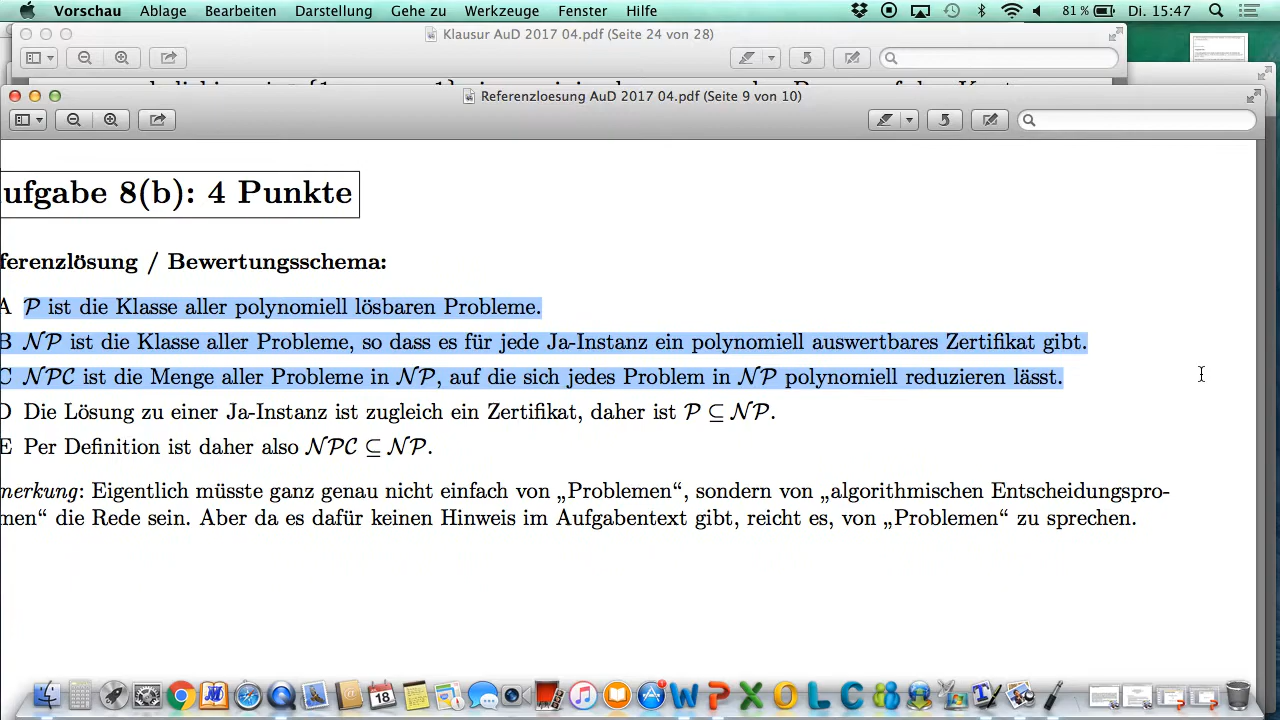 Vorschau Ablage Bearbeiten Darstellung Gehe zu Werkzeuge Fenster Hilfe 81 % Di. 15:47
Klausur AuD 2017 04.pdf (Seite 24 von 28)
Referenzloesung AuD 2017 04.pdf (Seite 9 von 10)
ufgabe 8(b): 4 Punkte
ferenzlösung / Bewertungsschema:
A 𝒫 ist die Klasse aller polynomiell lösbaren Probleme.
B 𝒩𝒫 ist die Klasse aller Probleme, so dass es für jede Ja-Instanz ein polynomiell auswertbares Zertifikat gibt.
C 𝒩𝒫𝒞 ist die Menge aller Probleme in 𝒩𝒫, auf die sich jedes Problem in 𝒩𝒫 polynomiell reduzieren lässt.
D Die Lösung zu einer Ja-Instanz ist zugleich ein Zertifikat, daher ist 𝒫 ⊆ 𝒩𝒫.
E Per Definition ist daher also 𝒩𝒫𝒞 ⊆ 𝒩𝒫.
merkung: Eigentlich müsste ganz genau nicht einfach von „Problemen“, sondern von „algorithmischen Entscheidungspro-
men“ die Rede sein. Aber da es dafür keinen Hinweis im Aufgabentext gibt, reicht es, von „Problemen“ zu sprechen.
18